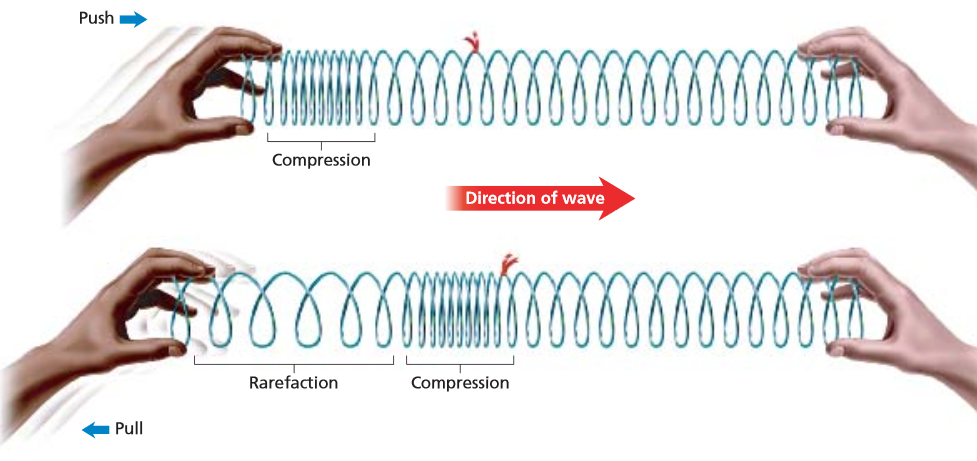 Push
Compression
Direction of wave
Rarefaction
Compression
Pull